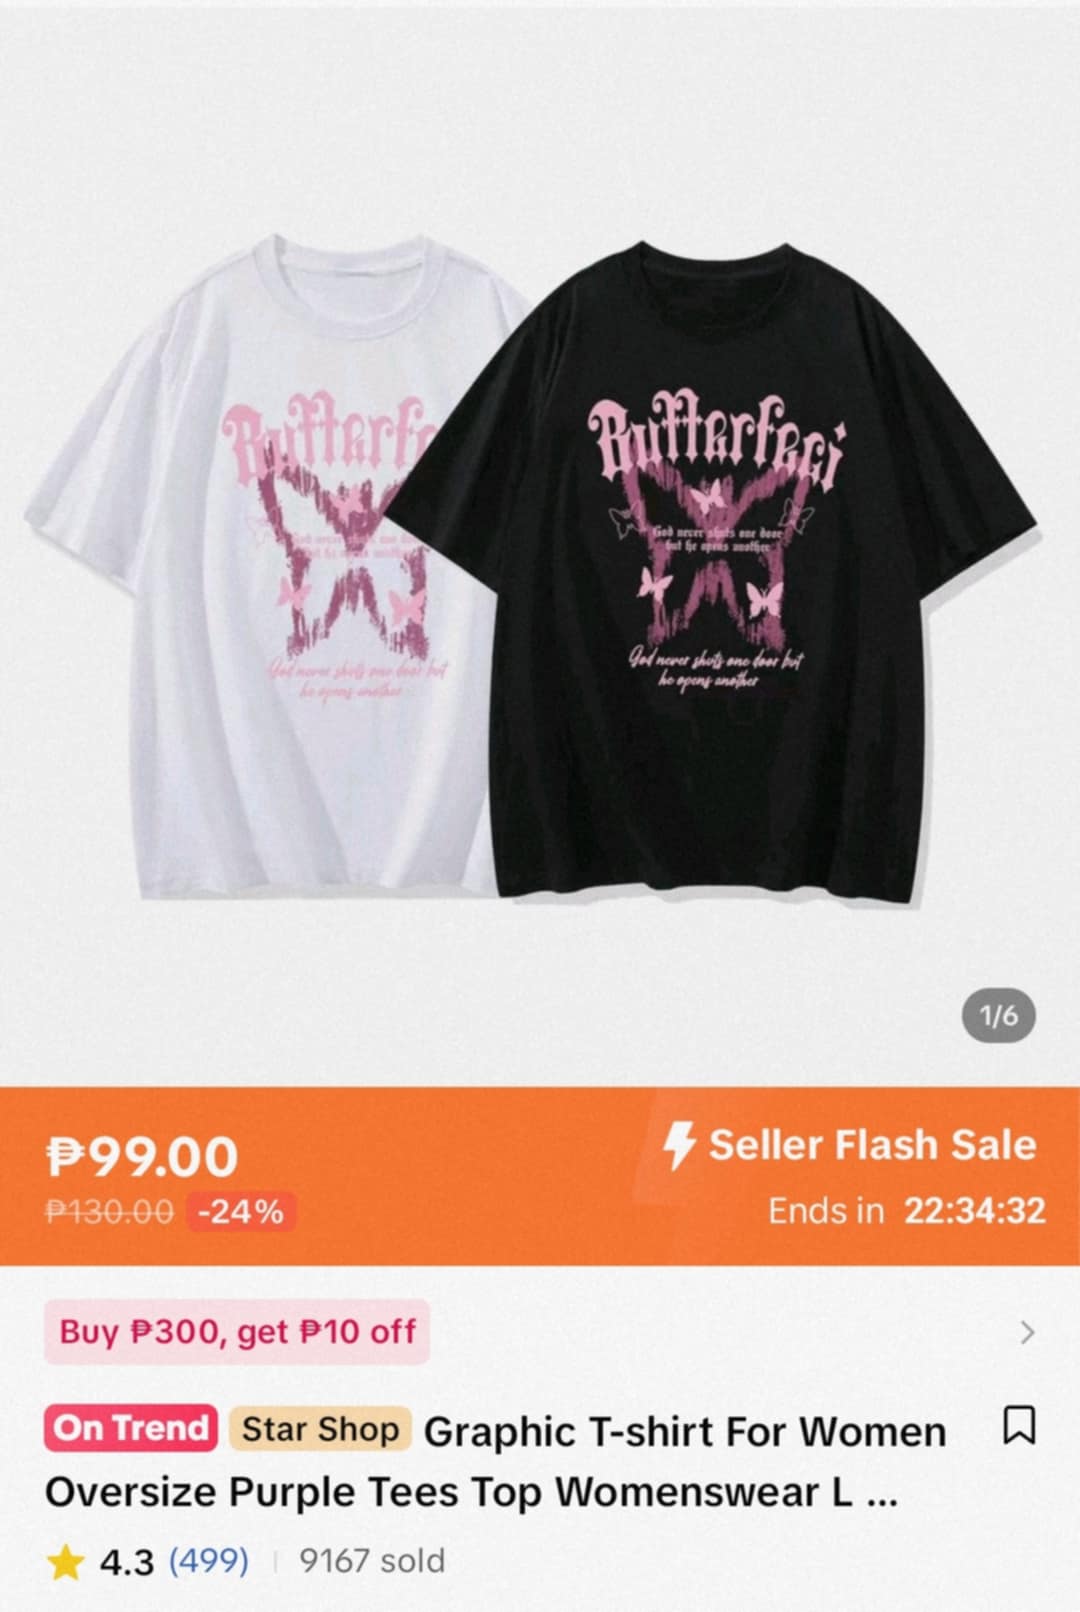 Butterfeci
God never shuts one door
but he opens another
God never shuts one door but
he opens another
Butterfe
God never shuts one door but
he opens another
1/6
₱99.00
Seller Flash Sale
₱130.00 -24%
Ends in 22:34:32
Buy ₱300, get ₱10 off
On Trend Star Shop Graphic T-shirt For Women
Oversize Purple Tees Top Womenswear L ...
4.3 (499) 9167 sold